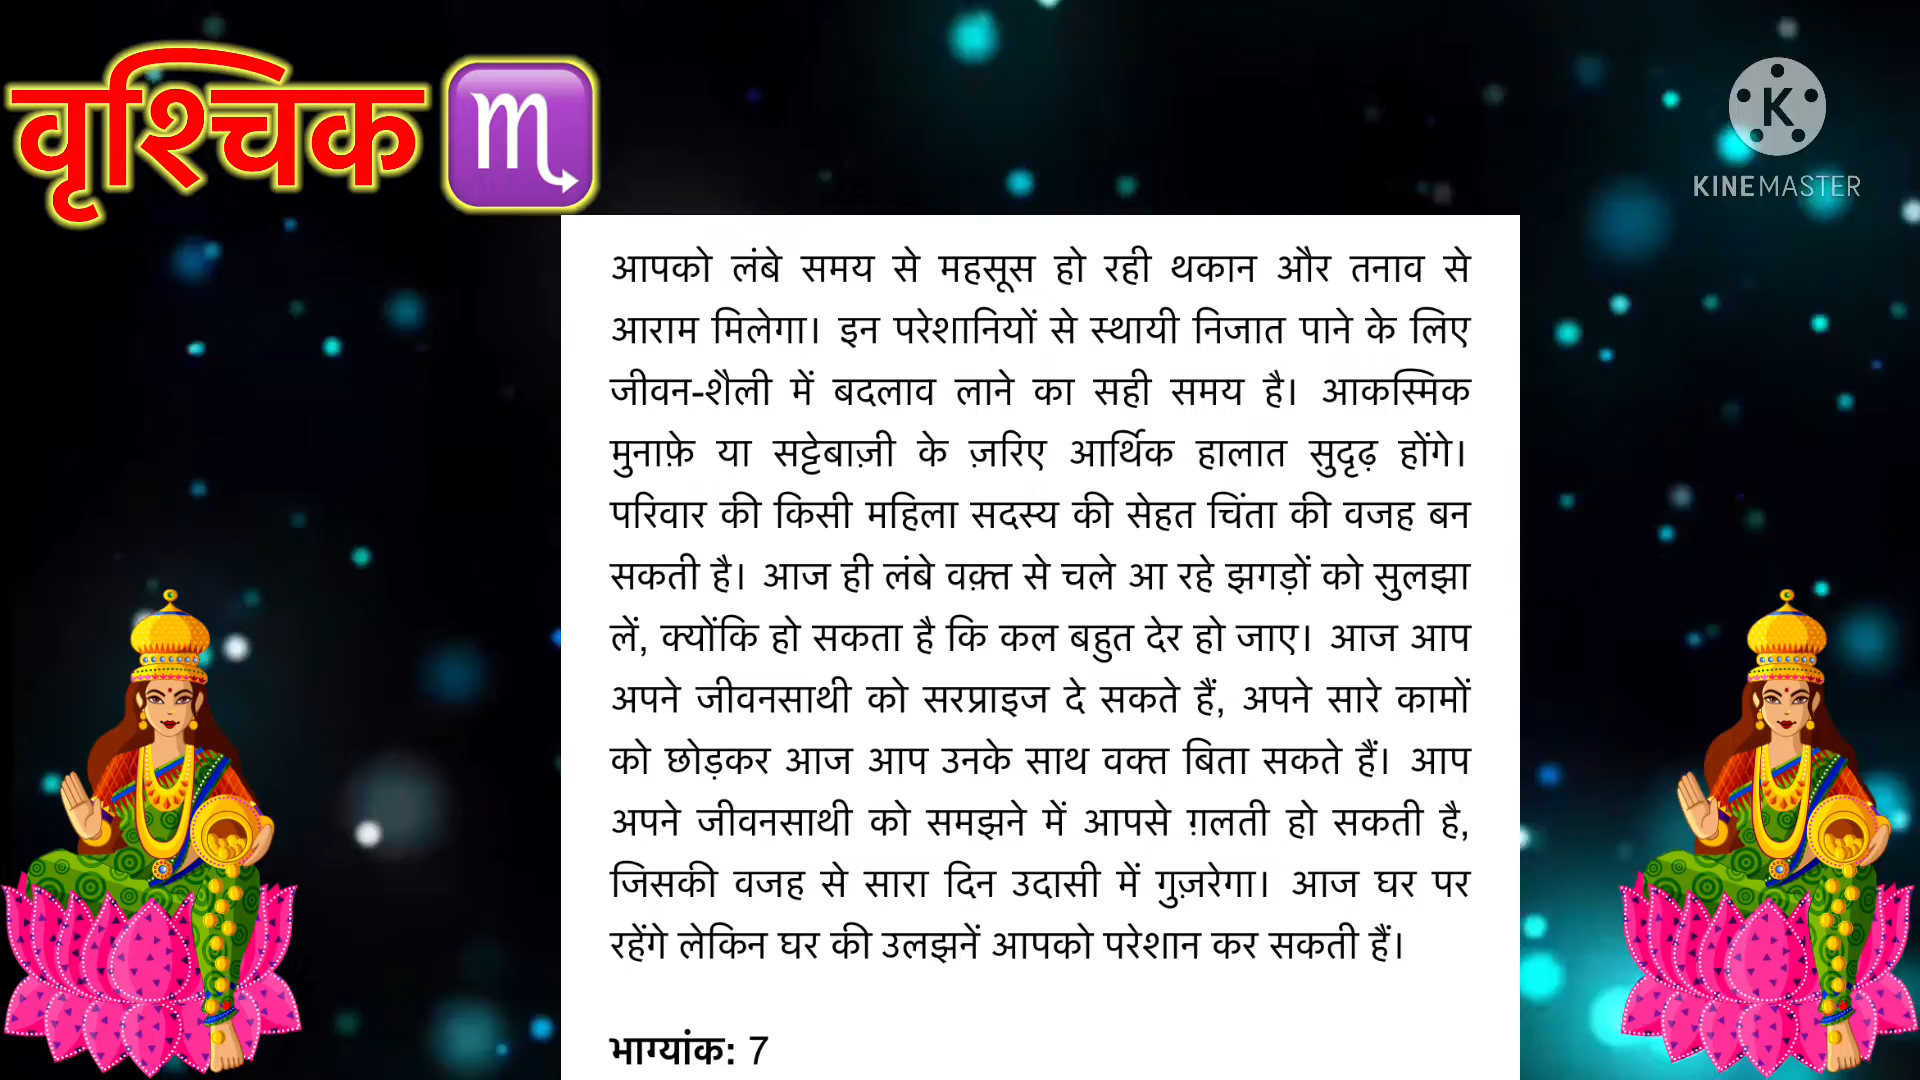 वृश्चिक ♏
KINEMASTER
आपको लंबे समय से महसूस हो रही थकान और तनाव से
आराम मिलेगा। इन परेशानियों से स्थायी निजात पाने के लिए
जीवन-शैली में बदलाव लाने का सही समय है। आकस्मिक
मुनाफ़े या सट्टेबाज़ी के ज़रिए आर्थिक हालात सुदृढ़ होंगे।
परिवार की किसी महिला सदस्य की सेहत चिंता की वजह बन
सकती है। आज ही लंबे वक़्त से चले आ रहे झगड़ों को सुलझा
लें, क्योंकि हो सकता है कि कल बहुत देर हो जाए। आज आप
अपने जीवनसाथी को सरप्राइज दे सकते हैं, अपने सारे कामों
को छोड़कर आज आप उनके साथ वक्त बिता सकते हैं। आप
अपने जीवनसाथी को समझने में आपसे ग़लती हो सकती है,
जिसकी वजह से सारा दिन उदासी में गुज़रेगा। आज घर पर
रहेंगे लेकिन घर की उलझनें आपको परेशान कर सकती हैं।
भाग्यांक: 7